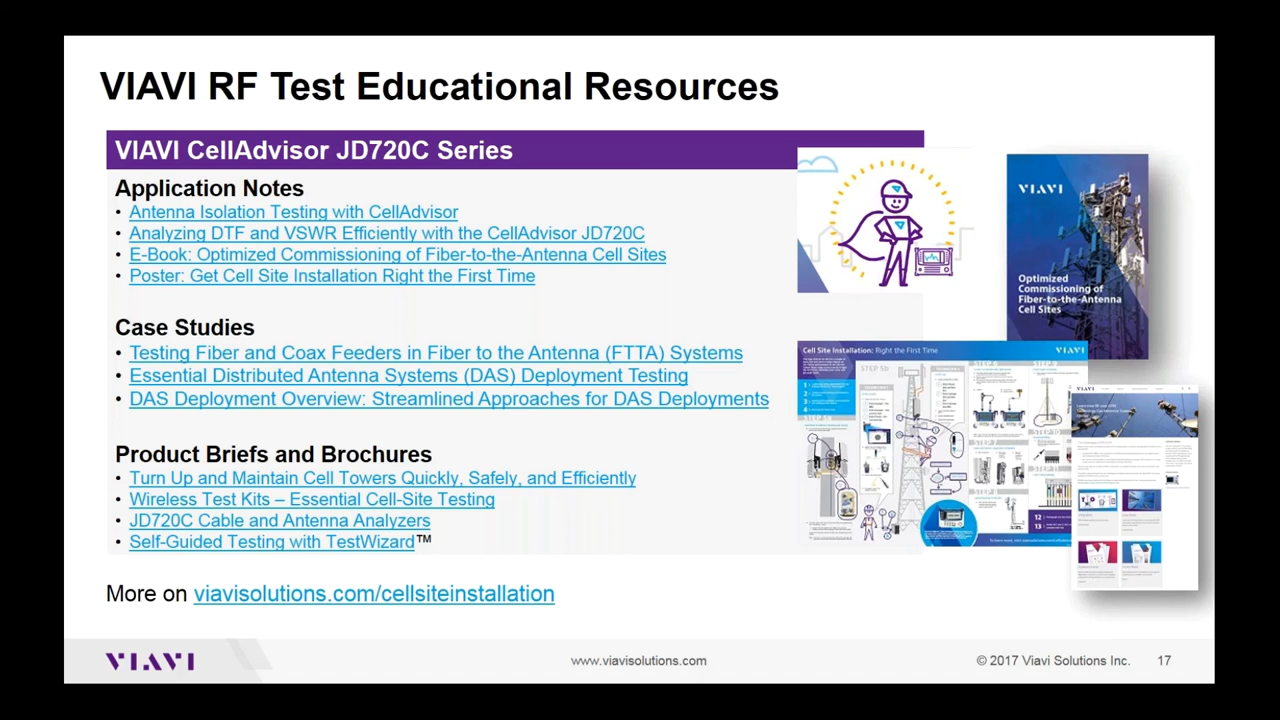 VIAVI RF Test Educational Resources
VIAVI CellAdvisor JD720C Series
Application Notes
• Antenna Isolation Testing with CellAdvisor
• Analyzing DTF and VSWR Efficiently with the CellAdvisor JD720C
• E-Book: Optimized Commissioning of Fiber-to-the-Antenna Cell Sites
• Poster: Get Cell Site Installation Right the First Time
Case Studies
• Testing Fiber and Coax Feeders in Fiber to the Antenna (FTTA) Systems
• Essential Distributed Antenna Systems (DAS) Deployment Testing
• DAS Deployment Overview: Streamlined Approaches for DAS Deployments
Product Briefs and Brochures
• Turn Up and Maintain Cell Towers Quickly, Safely, and Efficiently
• Wireless Test Kits – Essential Cell-Site Testing
• JD720C Cable and Antenna Analyzers
• Self-Guided Testing with TestWizard™
More on viavisolutions.com/cellsiteinstallation
VIAVI
Optimized
Commissioning of
Fiber-to-the-Antenna
Cell Sites
Cell Site Installation: Right the First Time
VIAVI
STEP 5b
12
13
VIAVI
VIAVI
www.viavisolutions.com
© 2017 Viavi Solutions Inc.
17